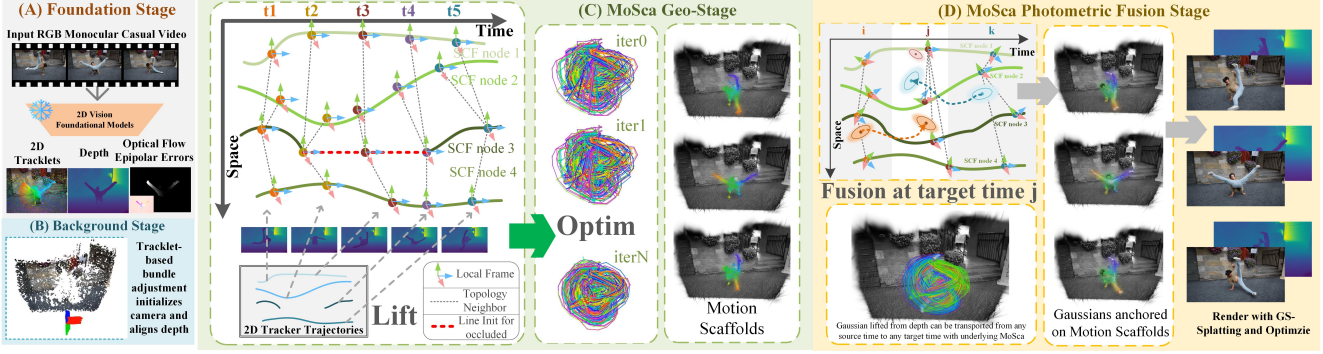 (A) Foundation Stage
Input RGB Monocular Casual Video
2D Vision
Foundational Models
2D
Tracklets
Depth
Optical Flow
Epipolar Errors
(B) Background Stage
Tracklet-
based bundle
adjustment
initializes
camera and
aligns depth
t1 t2 t3 t4 t5
Time
SCF node 1
SCF node 2
SCF node 3
SCF node 4
Space
2D Tracker Trajectories
Lift
Local Frame
Topology
Neighbor
Line Init for
occluded
(C) MoSca Geo-Stage
Optim
iter0
iter1
iterN
Motion
Scaffolds
(D) MoSca Photometric Fusion Stage
i j k
Time
SCF node 1
SCF node 2
SCF node 3
SCF node 4
Space
Fusion at target time j
Gaussian lifted from depth can be transported from any
source time to any target time with underlying MoSca
Gaussians anchored
on Motion Scaffolds
Render with GS-
Splatting and Optimzie